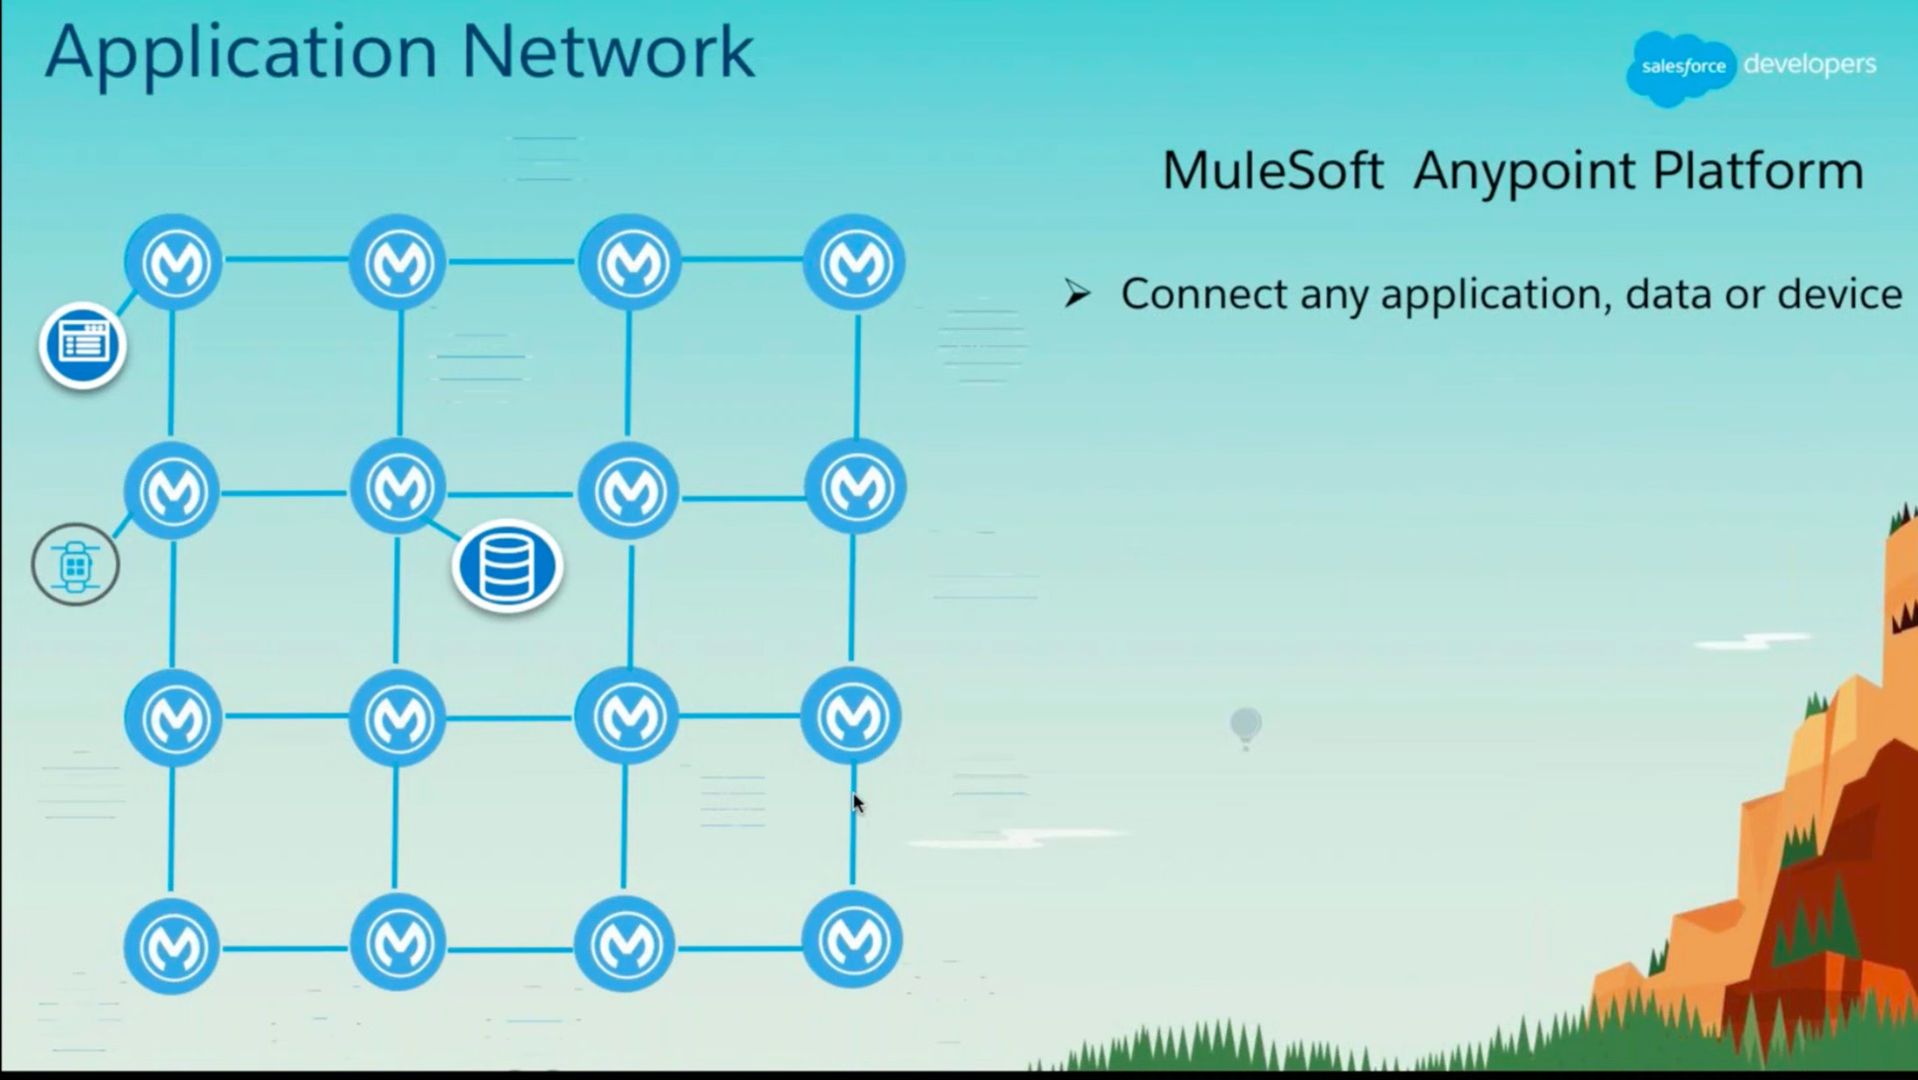 Application Network
salesforce developers
MuleSoft Anypoint Platform
➢ Connect any application, data or device